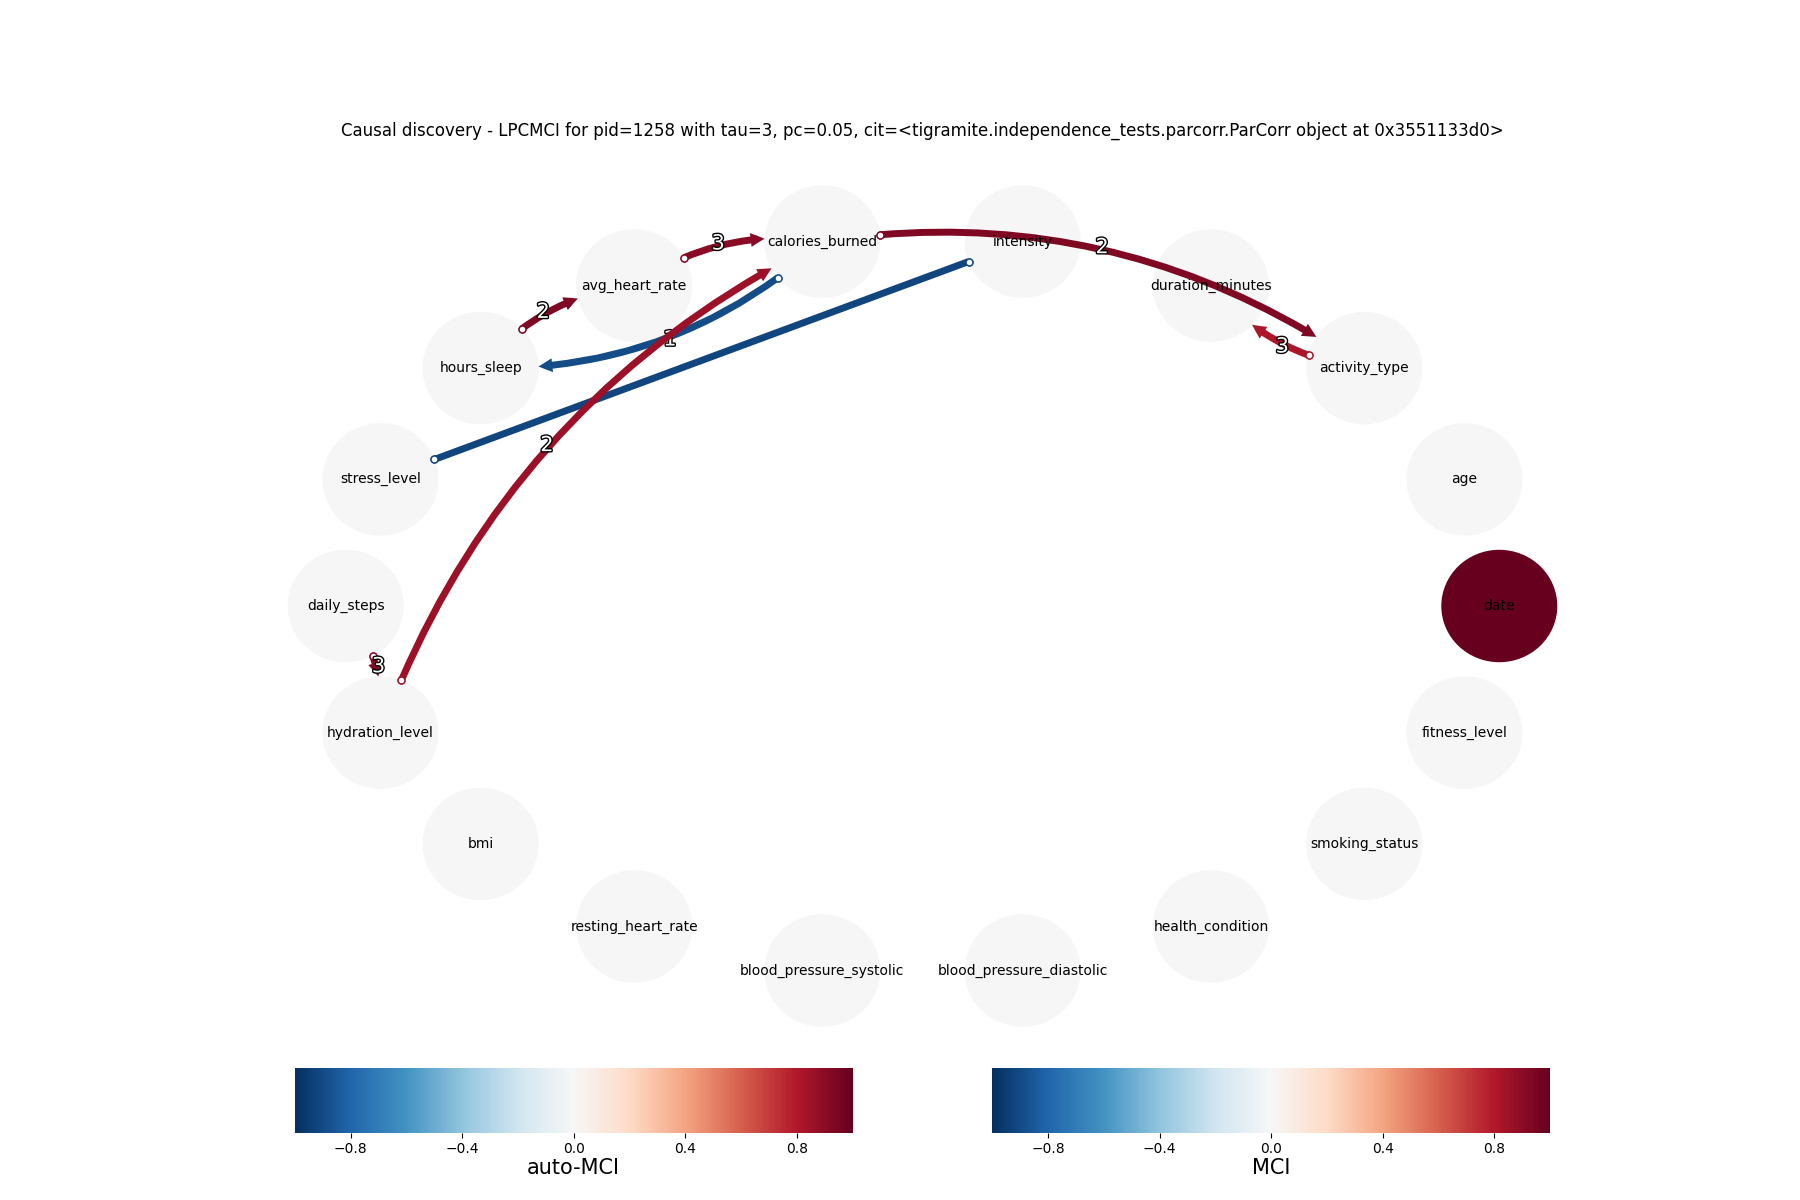 Causal discovery - LPCMCI for pid=1258 with tau=3, pc=0.05, cit=<tigramite.independence_tests.parcorr.ParCorr object at 0x3551133d0>
calories_burned
intensity
3
2
avg_heart_rate
duration_minutes
2
1
3
hours_sleep
activity_type
2
stress_level
age
daily_steps
date
3
hydration_level
fitness_level
bmi
smoking_status
resting_heart_rate
health_condition
blood_pressure_systolic
blood_pressure_diastolic
−0.8 −0.4 0.0 0.4 0.8
auto-MCI
−0.8 −0.4 0.0 0.4 0.8
MCI